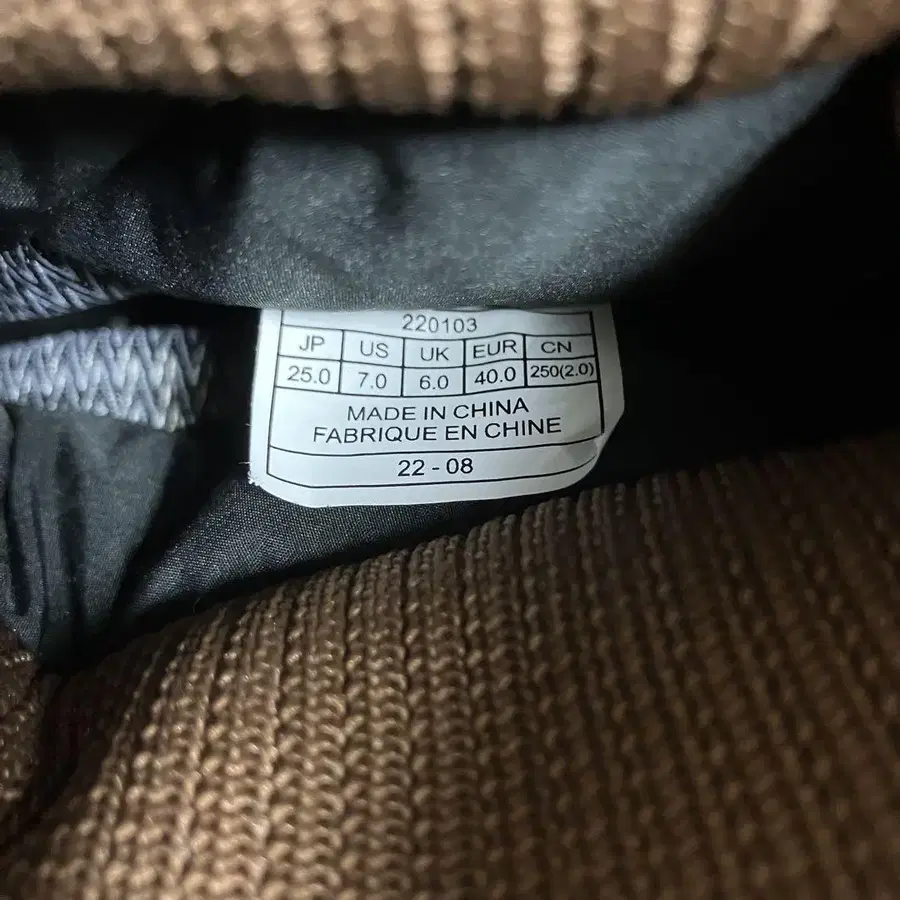 220103
JP US UK EUR CN
25.0 7.0 6.0 40.0 250(2.0)
MADE IN CHINA
FABRIQUE EN CHINE
22 - 08